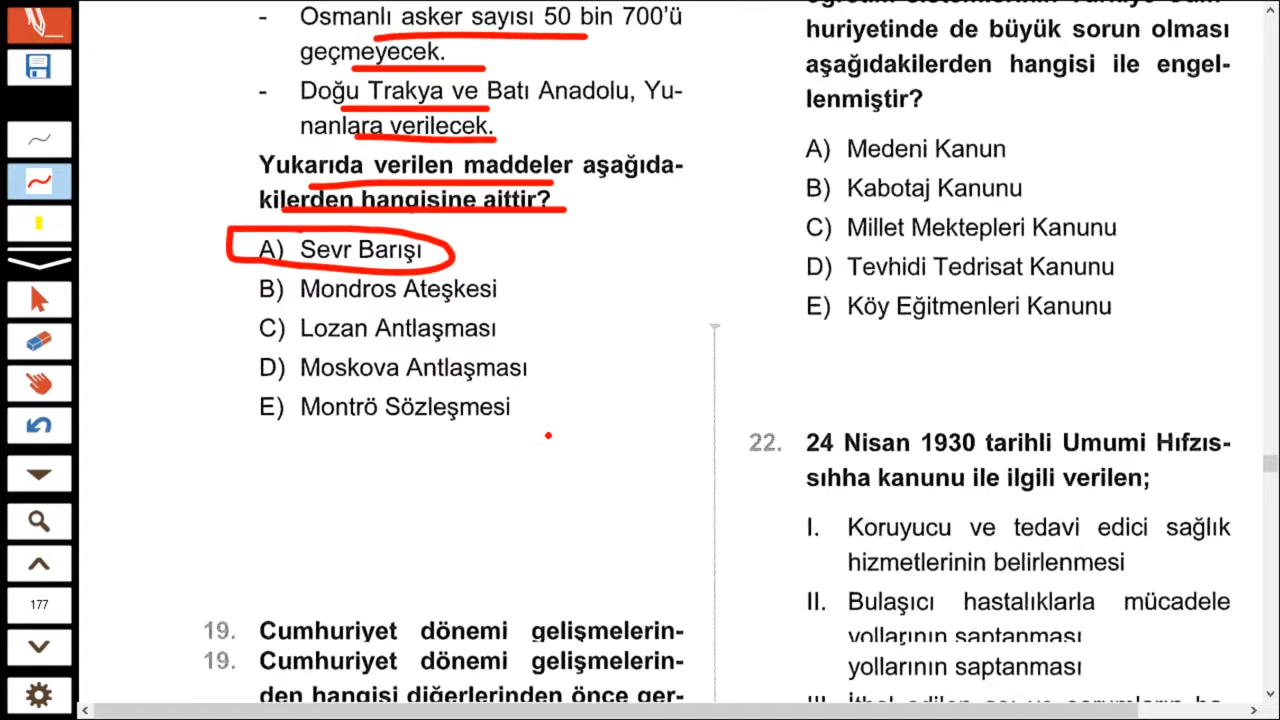 - Osmanlı asker sayısı 50 bin 700’ü
geçmeyecek.
- Doğu Trakya ve Batı Anadolu, Yu-
nanlara verilecek.
Yukarıda verilen maddeler aşağıda-
kilerden hangisine aittir?
A) Sevr Barışı
B) Mondros Ateşkesi
C) Lozan Antlaşması
D) Moskova Antlaşması
E) Montrö Sözleşmesi
19. Cumhuriyet dönemi gelişmelerin-
19. Cumhuriyet dönemi gelişmelerin-
den hangisi diğerlerinden önce ger-
huriyetinde de büyük sorun olması
aşağıdakilerden hangisi ile engel-
lenmiştir?
A) Medeni Kanun
B) Kabotaj Kanunu
C) Millet Mektepleri Kanunu
D) Tevhidi Tedrisat Kanunu
E) Köy Eğitmenleri Kanunu
22. 24 Nisan 1930 tarihli Umumi Hıfzıs-
sıhha kanunu ile ilgili verilen;
I. Koruyucu ve tedavi edici sağlık
hizmetlerinin belirlenmesi
II. Bulaşıcı hastalıklarla mücadele
yollarının saptanması
yollarının saptanması
177